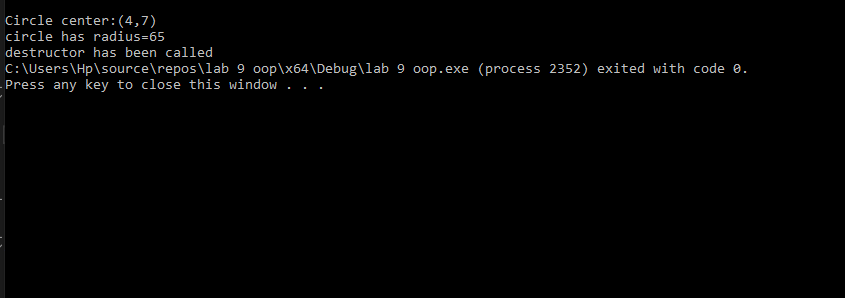 Circle center:(4,7)
circle has radius=65
destructor has been called
C:\Users\Hp\source\repos\lab 9 oop\x64\Debug\lab 9 oop.exe (process 2352) exited with code 0.
Press any key to close this window . . .